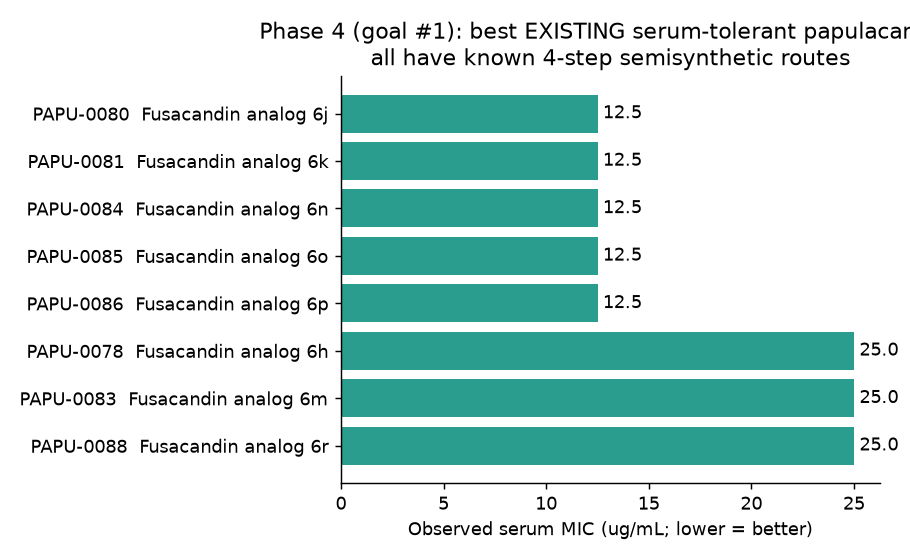 Phase 4 (goal #1): best EXISTING serum-tolerant papulacan
all have known 4-step semisynthetic routes
PAPU-0080 Fusacandin analog 6j 12.5
PAPU-0081 Fusacandin analog 6k 12.5
PAPU-0084 Fusacandin analog 6n 12.5
PAPU-0085 Fusacandin analog 6o 12.5
PAPU-0086 Fusacandin analog 6p 12.5
PAPU-0078 Fusacandin analog 6h 25.0
PAPU-0083 Fusacandin analog 6m 25.0
PAPU-0088 Fusacandin analog 6r 25.0
0 5 10 15 20 25
Observed serum MIC (ug/mL; lower = better)